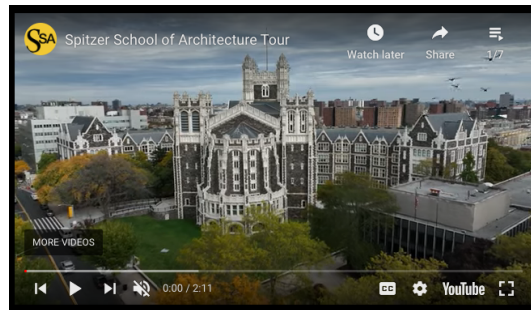 SSA
Spitzer School of Architecture Tour
Watch later
Share
1/7
MORE VIDEOS
0:00 / 2:11
CC
YouTube